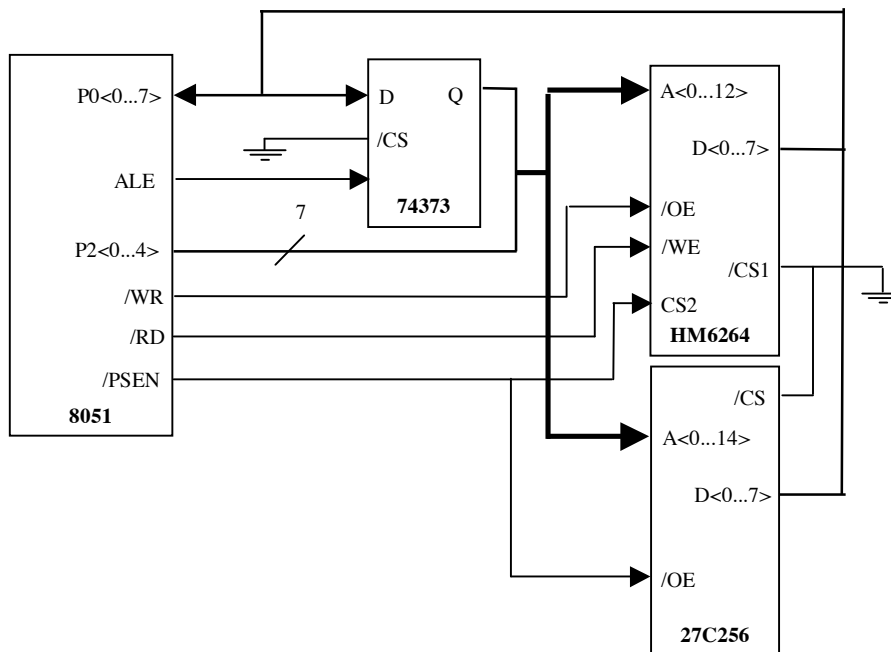 P0<0...7>
ALE
P2<0...4>
/WR
/RD
/PSEN
8051
7
D Q
/CS
74373
A<0...12>
D<0...7>
/OE
/WE
/CS1
CS2
HM6264
/CS
A<0...14>
D<0...7>
/OE
27C256